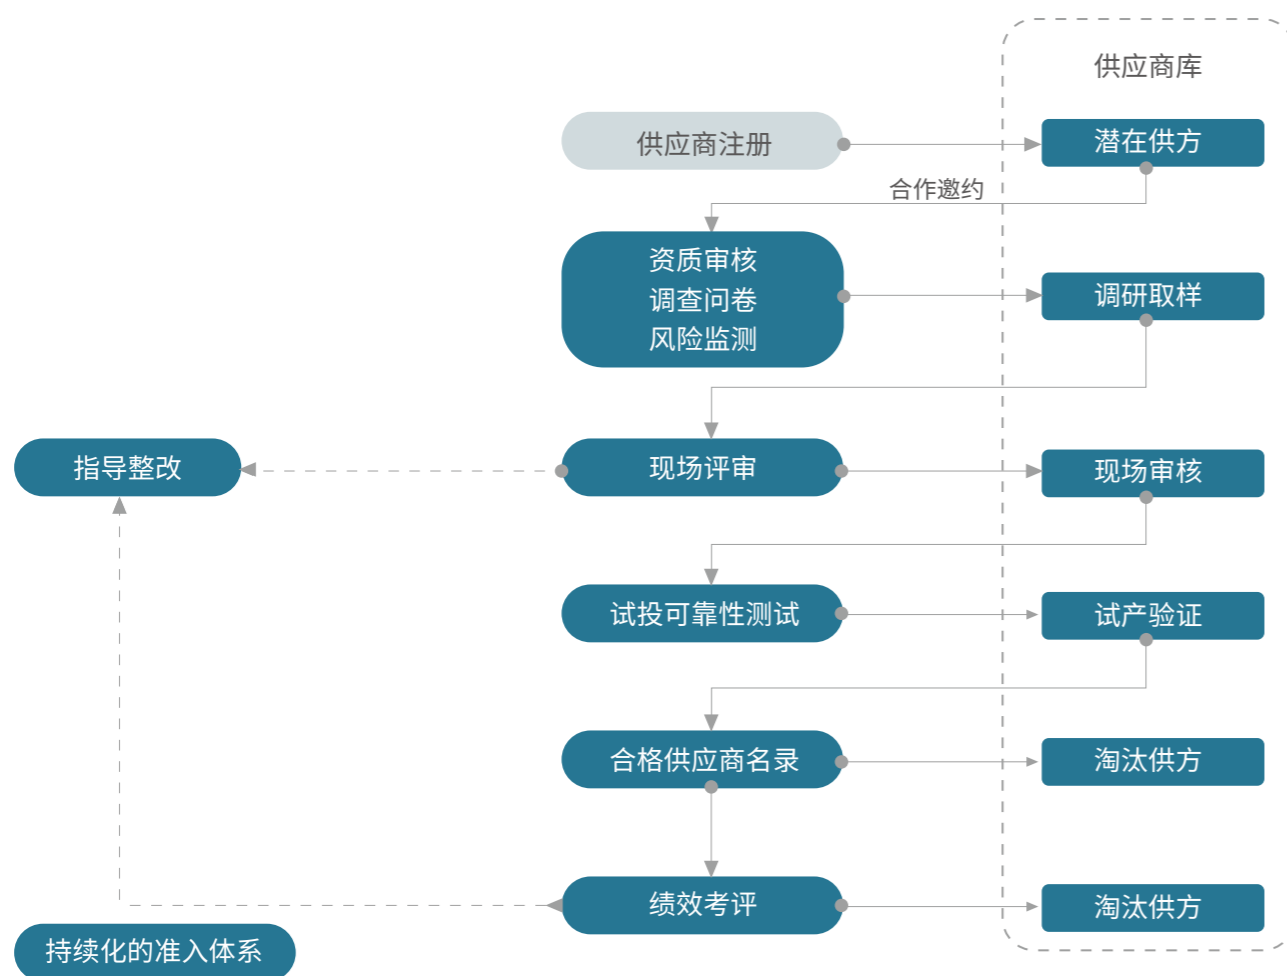 供应商库
供应商注册
潜在供方
合作邀约
资质审核
调查问卷
风险监测
调研取样
指导整改
现场评审
现场审核
试投可靠性测试
试产验证
合格供应商名录
淘汰供方
绩效考评
淘汰供方
持续化的准入体系